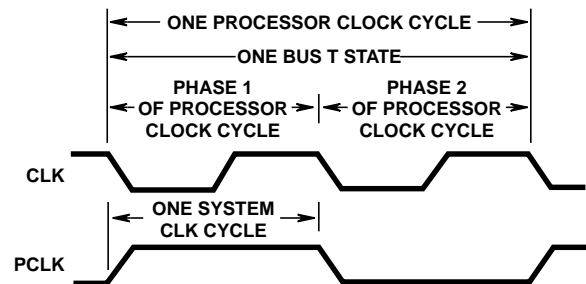 ONE PROCESSOR CLOCK CYCLE
ONE BUS T STATE
PHASE 1
OF PROCESSOR
CLOCK CYCLE
PHASE 2
OF PROCESSOR
CLOCK CYCLE
CLK
ONE SYSTEM
CLK CYCLE
PCLK